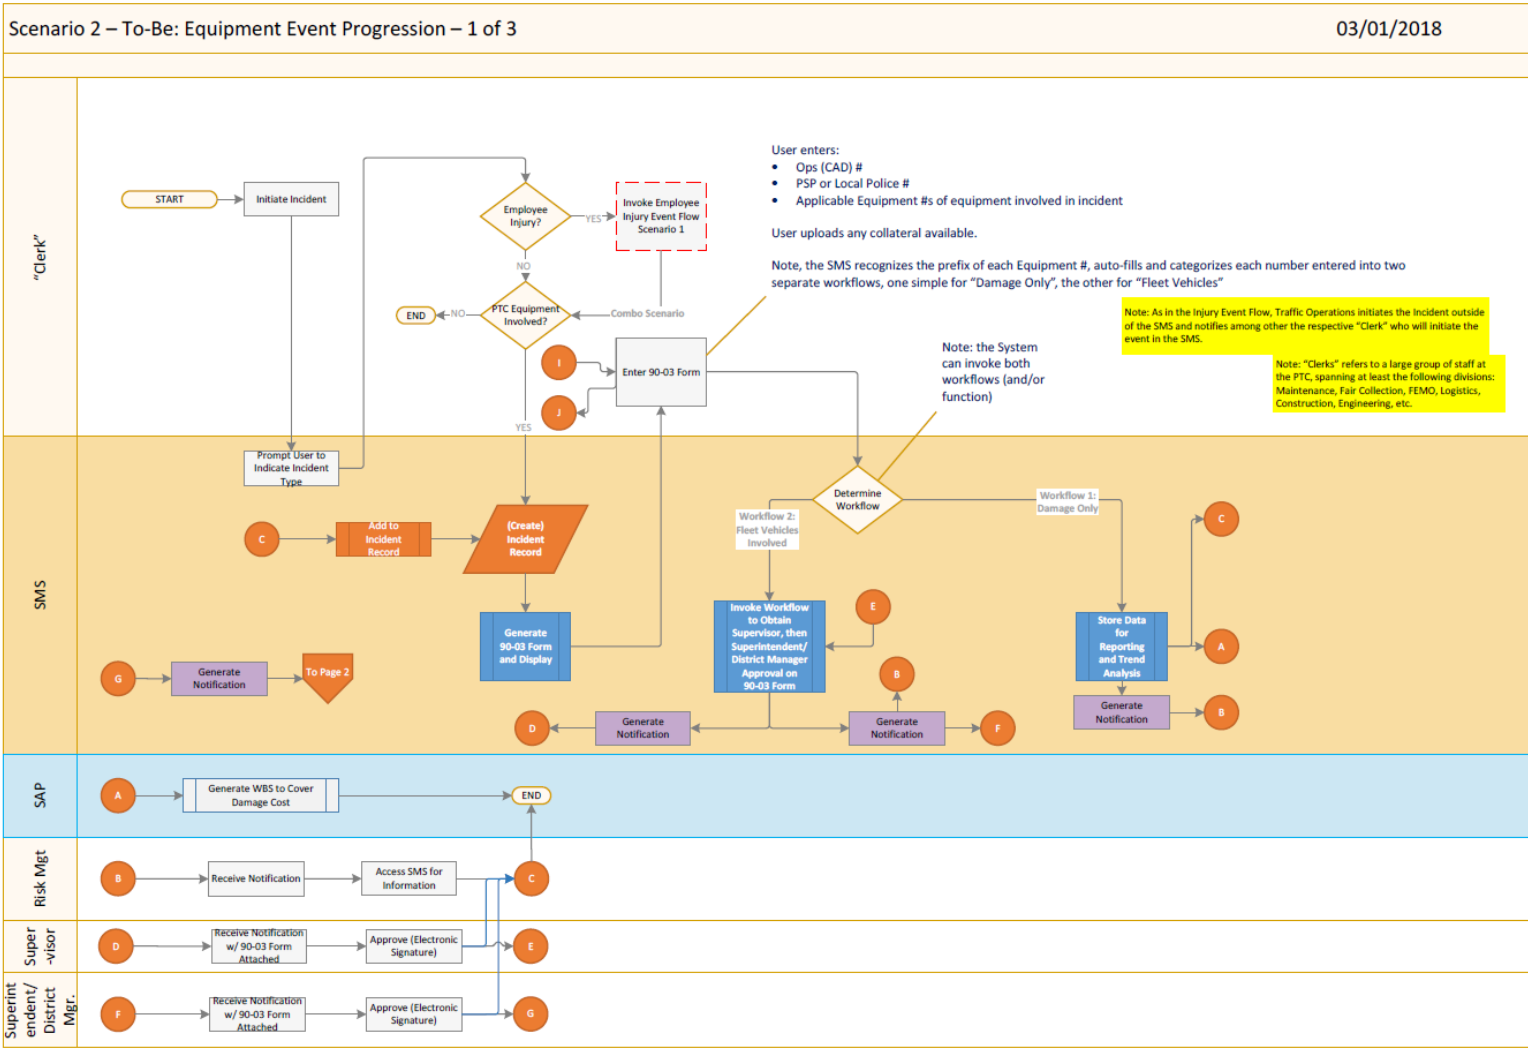 Scenario 2 – To-Be: Equipment Event Progression – 1 of 3
03/01/2018
"Clerk"
START
Initiate Incident
Employee
Injury?
YES
Invoke Employee
Injury Event Flow
Scenario 1
NO
PTC Equipment
Involved?
NO
END
Combo Scenario
YES
I
J
Enter 90-03 Form
User enters:
• Ops (CAD) #
• PSP or Local Police #
• Applicable Equipment #s of equipment involved in incident
User uploads any collateral available.
Note, the SMS recognizes the prefix of each Equipment #, auto-fills and categorizes each number entered into two
separate workflows, one simple for “Damage Only”, the other for “Fleet Vehicles”
Note: As in the Injury Event Flow, Traffic Operations initiates the Incident outside
of the SMS and notifies among other the respective “Clerk” who will initiate the
event in the SMS.
Note: the System
can invoke both
workflows (and/or
function)
Note: “Clerks” refers to a large group of staff at
the PTC, spanning at least the following divisions:
Maintenance, Fair Collection, FEMO, Logistics,
Construction, Engineering, etc.
SMS
Prompt User to
Indicate Incident
Type
C
Add to
Incident
Record
(Create)
Incident
Record
Generate
90-03 Form
and Display
G
Generate
Notification
To Page 2
Determine
Workflow
Workflow 2:
Fleet Vehicles
Involved
Workflow 1:
Damage Only
Invoke Workflow
to Obtain
Supervisor, then
Superintendent/
District Manager
Approval on
90-03 Form
E
B
D
Generate
Notification
Generate
Notification
F
Store Data
for
Reporting
and Trend
Analysis
C
A
Generate
Notification
B
SAP
A
Generate WBS to Cover
Damage Cost
END
Risk Mgt
B
Receive Notification
Access SMS for
Information
C
Super
-visor
D
Receive Notification
w/ 90-03 Form
Attached
Approve (Electronic
Signature)
E
Superint
endent/
District
Mgr.
F
Receive Notification
w/ 90-03 Form
Attached
Approve (Electronic
Signature)
G